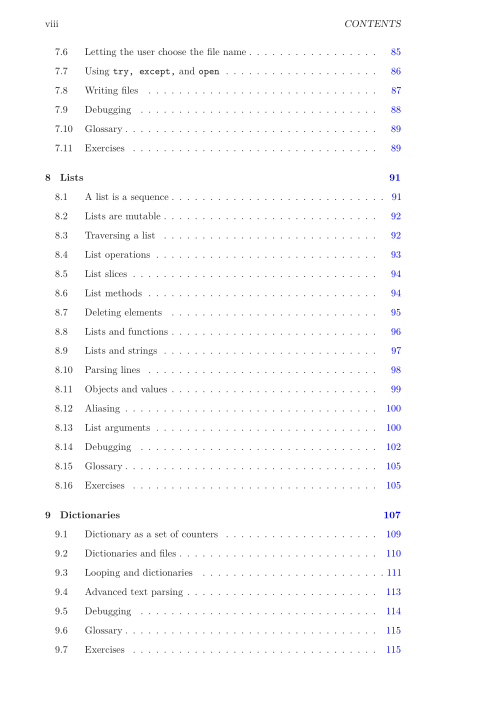 viii CONTENTS
7.6 Letting the user choose the file name . . . . . . . . . . . . . . . . . 85
7.7 Using try, except, and open . . . . . . . . . . . . . . . . . . . . 86
7.8 Writing files . . . . . . . . . . . . . . . . . . . . . . . . . . . . . . 87
7.9 Debugging . . . . . . . . . . . . . . . . . . . . . . . . . . . . . . . 88
7.10 Glossary . . . . . . . . . . . . . . . . . . . . . . . . . . . . . . . . . 89
7.11 Exercises . . . . . . . . . . . . . . . . . . . . . . . . . . . . . . . . 89
8 Lists 91
8.1 A list is a sequence . . . . . . . . . . . . . . . . . . . . . . . . . . . . 91
8.2 Lists are mutable . . . . . . . . . . . . . . . . . . . . . . . . . . . . 92
8.3 Traversing a list . . . . . . . . . . . . . . . . . . . . . . . . . . . . 92
8.4 List operations . . . . . . . . . . . . . . . . . . . . . . . . . . . . . 93
8.5 List slices . . . . . . . . . . . . . . . . . . . . . . . . . . . . . . . . 94
8.6 List methods . . . . . . . . . . . . . . . . . . . . . . . . . . . . . . 94
8.7 Deleting elements . . . . . . . . . . . . . . . . . . . . . . . . . . . 95
8.8 Lists and functions . . . . . . . . . . . . . . . . . . . . . . . . . . . 96
8.9 Lists and strings . . . . . . . . . . . . . . . . . . . . . . . . . . . . 97
8.10 Parsing lines . . . . . . . . . . . . . . . . . . . . . . . . . . . . . . 98
8.11 Objects and values . . . . . . . . . . . . . . . . . . . . . . . . . . . 99
8.12 Aliasing . . . . . . . . . . . . . . . . . . . . . . . . . . . . . . . . . 100
8.13 List arguments . . . . . . . . . . . . . . . . . . . . . . . . . . . . . 100
8.14 Debugging . . . . . . . . . . . . . . . . . . . . . . . . . . . . . . . 102
8.15 Glossary . . . . . . . . . . . . . . . . . . . . . . . . . . . . . . . . . 105
8.16 Exercises . . . . . . . . . . . . . . . . . . . . . . . . . . . . . . . . 105
9 Dictionaries 107
9.1 Dictionary as a set of counters . . . . . . . . . . . . . . . . . . . . 109
9.2 Dictionaries and files . . . . . . . . . . . . . . . . . . . . . . . . . . 110
9.3 Looping and dictionaries . . . . . . . . . . . . . . . . . . . . . . . . 111
9.4 Advanced text parsing . . . . . . . . . . . . . . . . . . . . . . . . . 113
9.5 Debugging . . . . . . . . . . . . . . . . . . . . . . . . . . . . . . . 114
9.6 Glossary . . . . . . . . . . . . . . . . . . . . . . . . . . . . . . . . . 115
9.7 Exercises . . . . . . . . . . . . . . . . . . . . . . . . . . . . . . . . 115